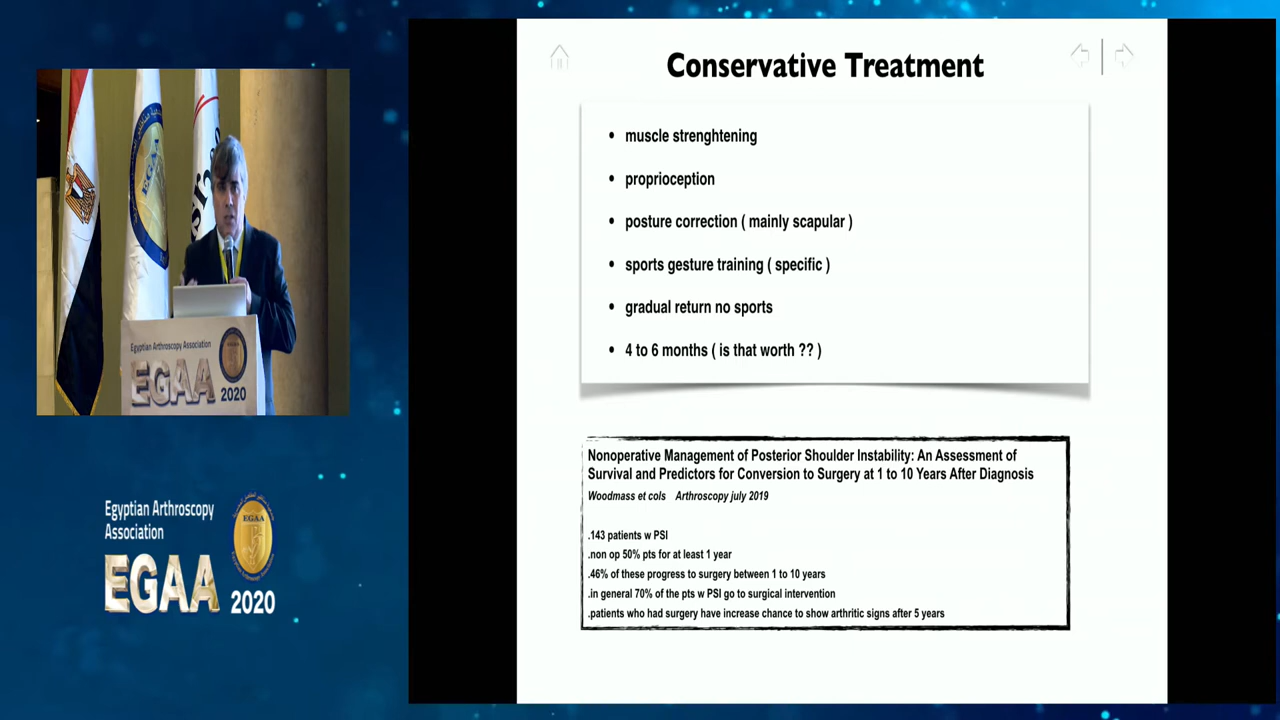 Conservative Treatment
• muscle strenghtening
• proprioception
• posture correction ( mainly scapular )
• sports gesture training ( specific )
• gradual return no sports
• 4 to 6 months ( is that worth ?? )
Nonoperative Management of Posterior Shoulder Instability: An Assessment of
Survival and Predictors for Conversion to Surgery at 1 to 10 Years After Diagnosis
Woodmass et cols Arthroscopy july 2019
.143 patients w PSI
.non op 50% pts for at least 1 year
.46% of these progress to surgery between 1 to 10 years
.in general 70% of the pts w PSI go to surgical intervention
.patients who had surgery have increase chance to show arthritic signs after 5 years
EGAA
Egyptian Arthroscopy Association
EGAA
2020
Egyptian Arthroscopy
Association
EGAA
EGAA 2020